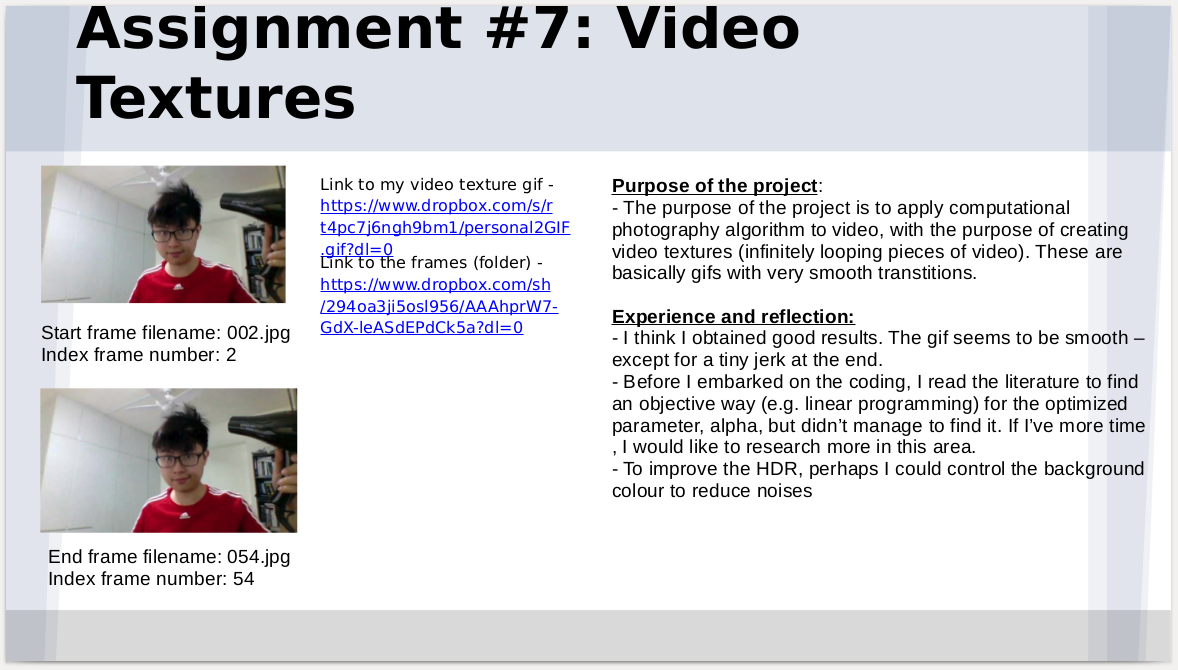 Assignment #7: Video
Textures
Link to my video texture gif -
https://www.dropbox.com/s/r
t4pc7j6ngh9bm1/personal2GIF
.gif?dl=0
Link to the frames (folder) -
https://www.dropbox.com/sh
/294oa3ji5osl956/AAAhprW7-
GdX-IeASdEPdCk5a?dl=0
Start frame filename: 002.jpg
Index frame number: 2
End frame filename: 054.jpg
Index frame number: 54
Purpose of the project:
- The purpose of the project is to apply computational
photography algorithm to video, with the purpose of creating
video textures (infinitely looping pieces of video). These are
basically gifs with very smooth transtitions.
Experience and reflection:
- I think I obtained good results. The gif seems to be smooth –
except for a tiny jerk at the end.
- Before I embarked on the coding, I read the literature to find
an objective way (e.g. linear programming) for the optimized
parameter, alpha, but didn’t manage to find it. If I’ve more time
, I would like to research more in this area.
- To improve the HDR, perhaps I could control the background
colour to reduce noises